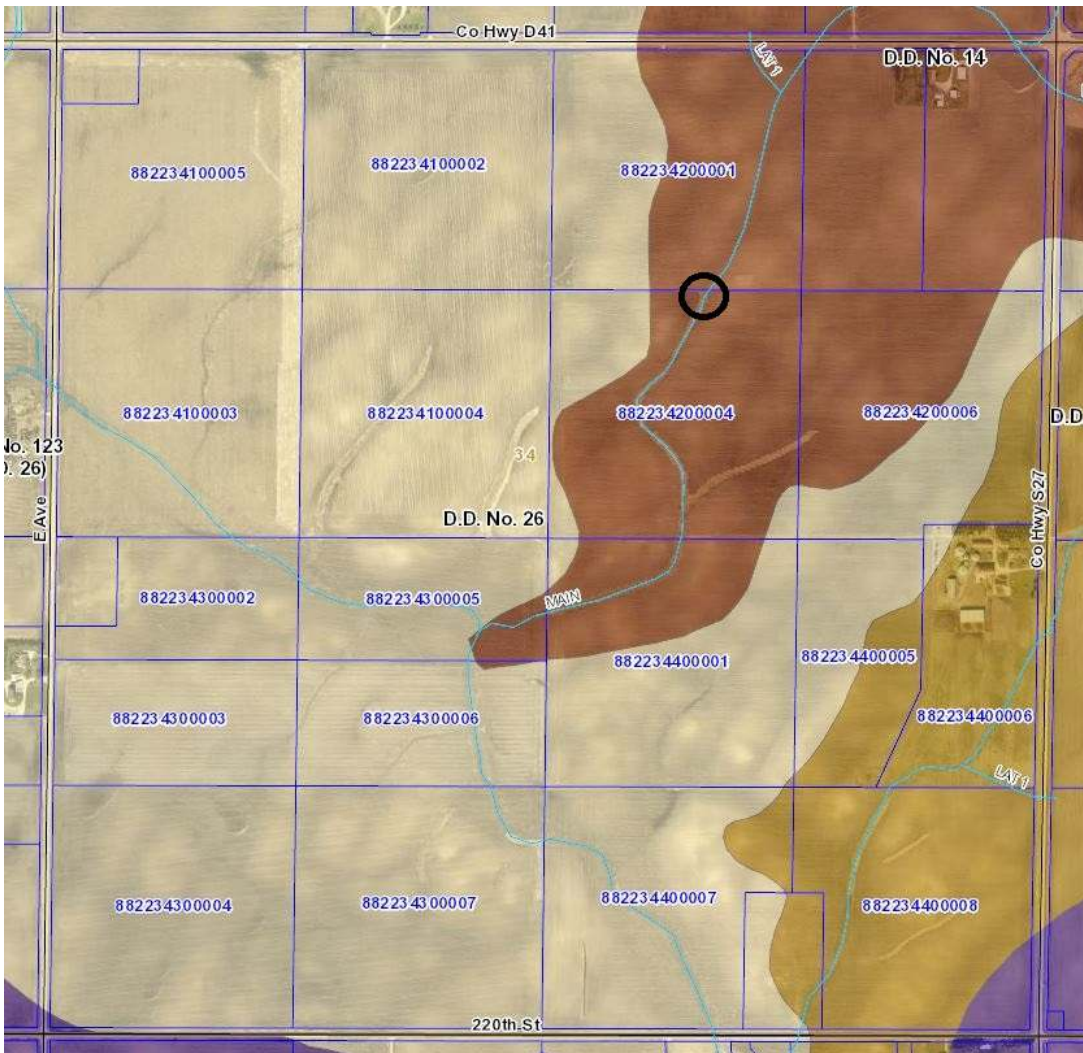 Co Hwy D41
LAT 1
D.D. No. 14
882234100005
882234100002
882234200001
882234100003
882234100004
882234200004
882234200006
D.D
No. 123
D. 26)
34
E Ave
D.D. No. 26
Co Hwy S27
882234300002
882234300005
MAIN
882234400001
882234400005
882234300003
882234300006
882234400006
LAT 1
882234300004
882234300007
882234400007
882234400008
220th St